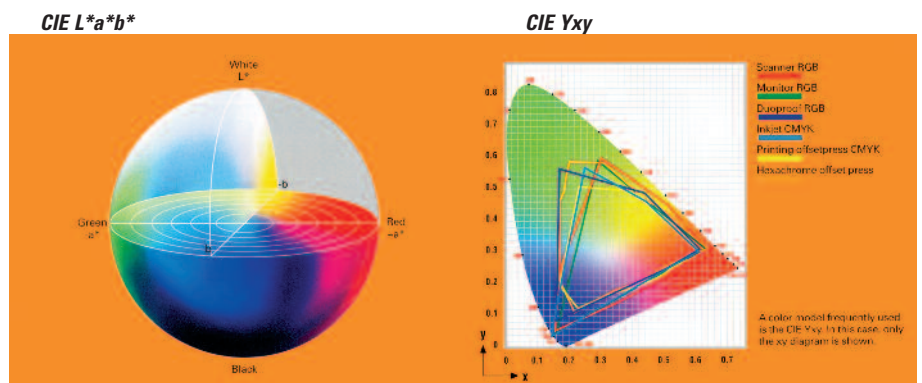 CIE L*a*b*
CIE Yxy
White
L*
-b
Green
-a*
Red
-a*
b
Black
0.8
0.7
0.6
0.5
0.4
0.3
0.2
0.1
0
y
0 0.1 0.2 0.3 0.4 0.5 0.6 0.7
x
Scanner RGB
Monitor RGB
Duoproof RGB
Inkjet CMYK
Printing offsetpress CMYK
Hexachrome offset press
A color model frequently used
is the CIE Yxy. In this case, only
the xy diagram is shown.